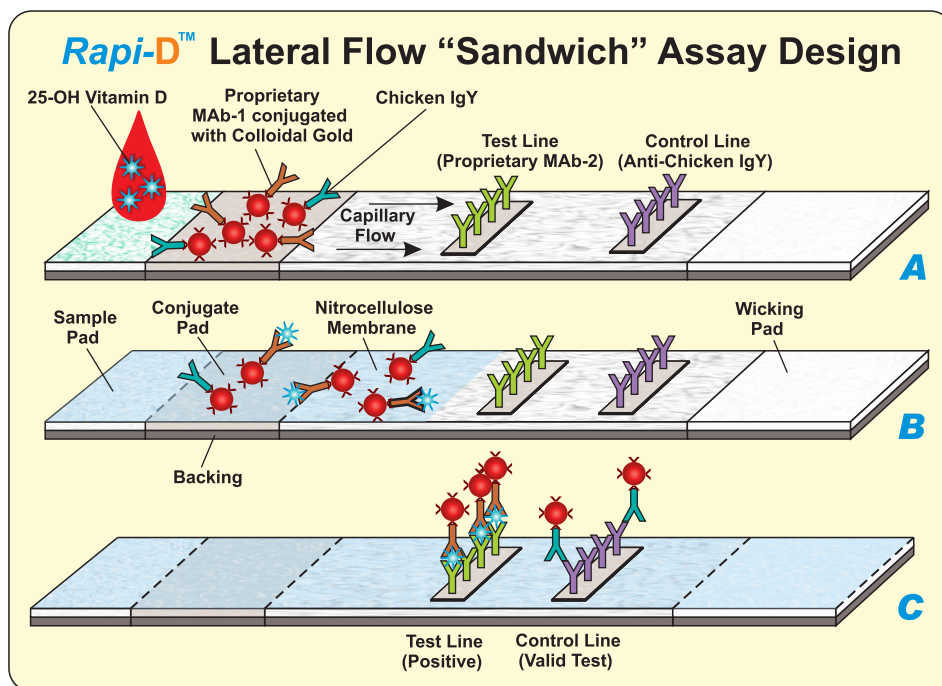 Rapi-D™ Lateral Flow “Sandwich” Assay Design
25-OH Vitamin D
Proprietary
MAb-1 conjugated
with Colloidal Gold
Chicken IgY
Test Line
(Proprietary MAb-2)
Control Line
(Anti-Chicken IgY)
Capillary
Flow
A
Sample
Pad
Conjugate
Pad
Nitrocellulose
Membrane
Wicking
Pad
B
Backing
C
Test Line
(Positive)
Control Line
(Valid Test)